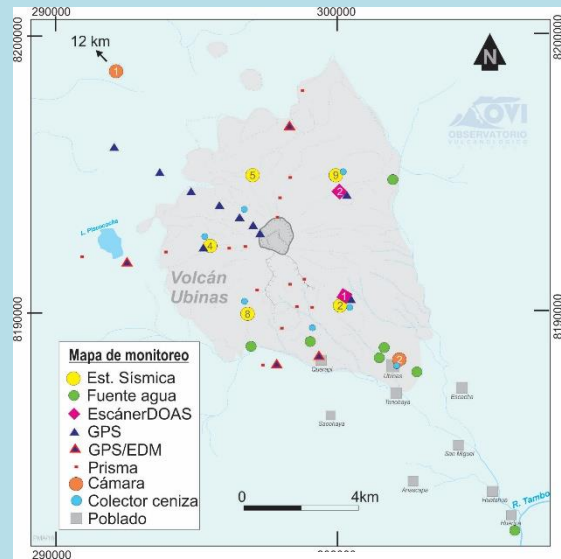 290000
300000
8200000
8200000
12 km
1
N
OVI
OBSERVATORIO
VULCANOLÓGICO
5
9
2
L. Piscococha
4
Volcán
Ubinas
1
2
8
8190000
8190000
2
Querapi
Ubinas
Tonohaya
Escacha
Sacohaya
San Miguel
Anascapa
Huatahua
Huarina
R. Tambo
Mapa de monitoreo
Est. Sísmica
Fuente agua
EscánerDOAS
GPS
GPS/EDM
Prisma
Cámara
Colector ceniza
Poblado
0
4km
290000